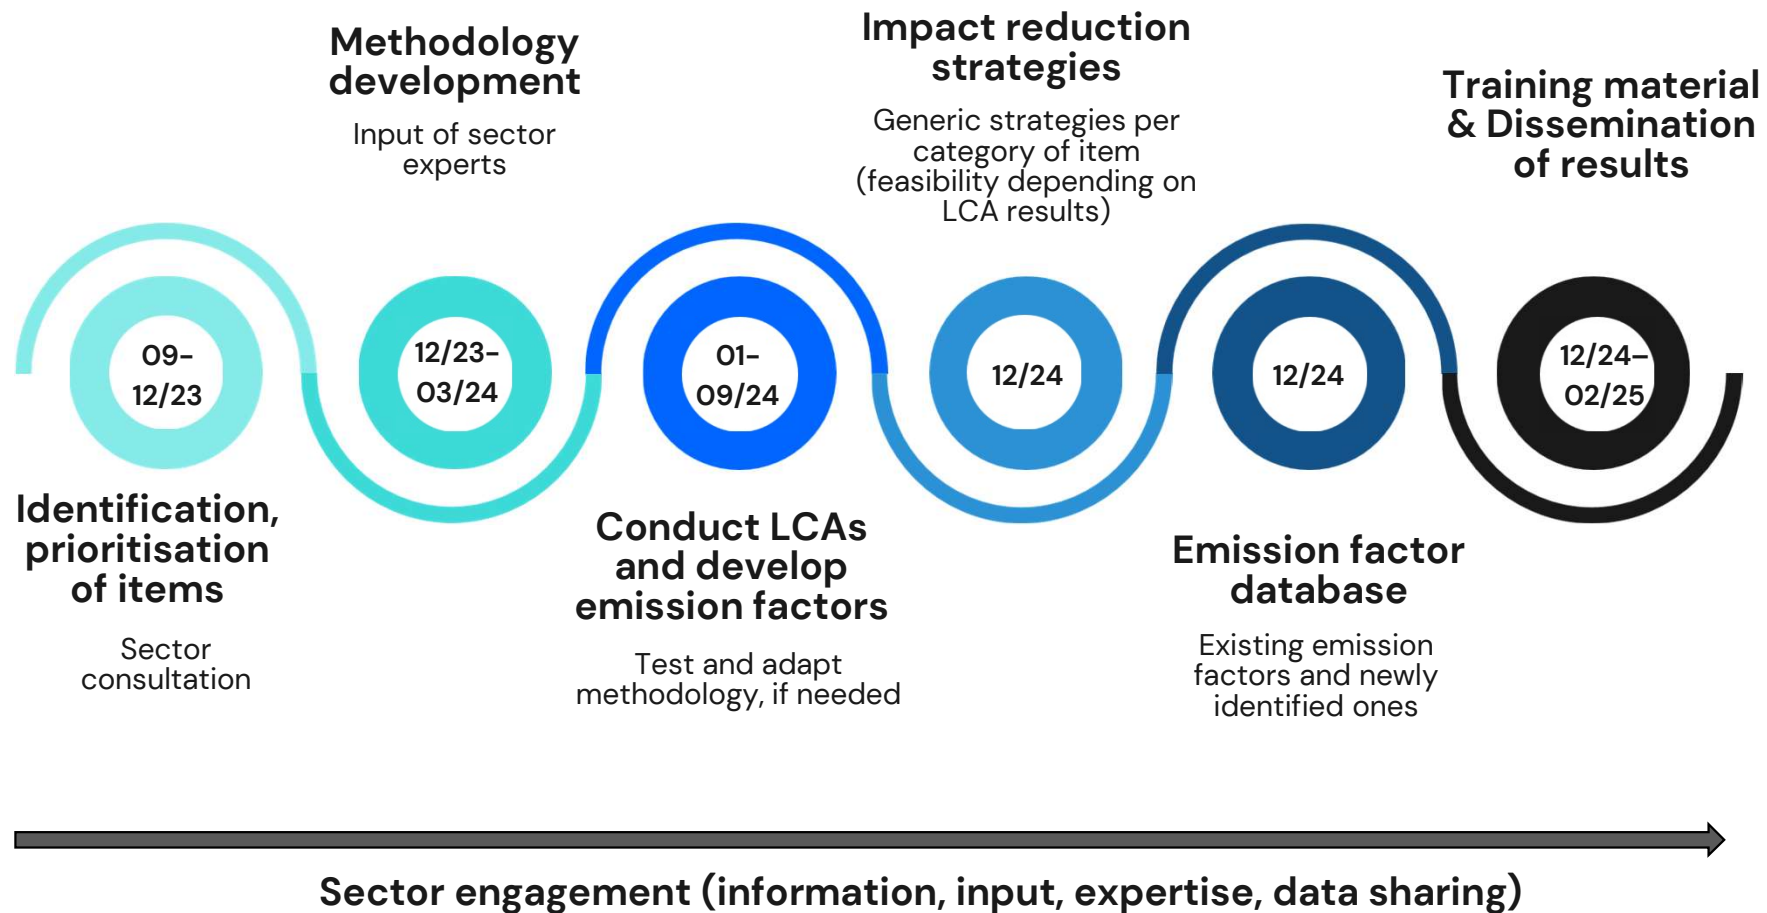 Identification,
prioritisation
of items
Sector
consultation
09-
12/23
Methodology
development
Input of sector
experts
12/23-
03/24
01-
09/24
Conduct LCAs
and develop
emission factors
Test and adapt
methodology, if needed
Impact reduction
strategies
Generic strategies per
category of item
(feasibility depending on
LCA results)
12/24
12/24
Emission factor
database
Existing emission
factors and newly
identified ones
Training material
& Dissemination
of results
12/24–
02/25
Sector engagement (information, input, expertise, data sharing)